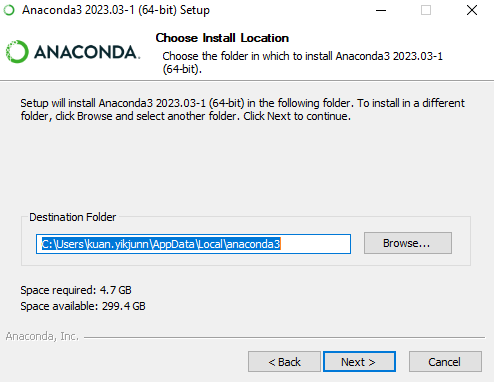 Anaconda3 2023.03-1 (64-bit) Setup
ANACONDA.
Choose Install Location
Choose the folder in which to install Anaconda3 2023.03-1
(64-bit).
Setup will install Anaconda3 2023.03-1 (64-bit) in the following folder. To install in a different
folder, click Browse and select another folder. Click Next to continue.
Destination Folder
C:\Users\kuan.yikjunn\AppData\Local\anaconda3
Browse...
Space required: 4.7 GB
Space available: 299.4 GB
Anaconda, Inc.
< Back
Next >
Cancel